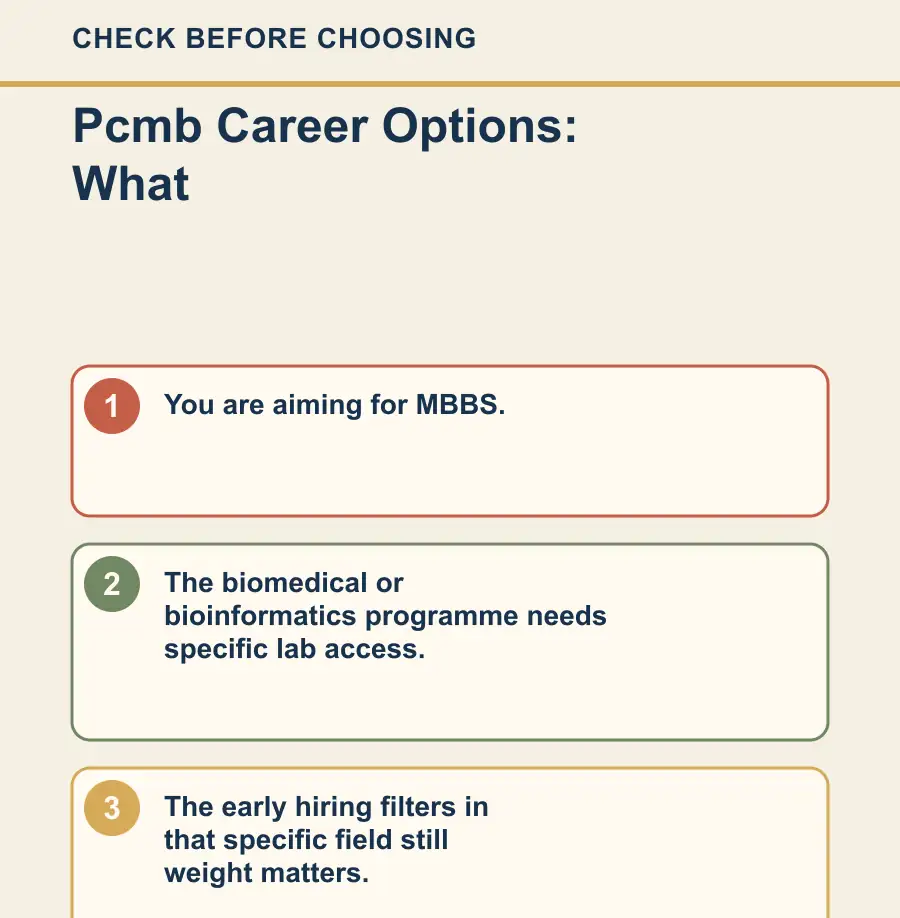 CHECK BEFORE CHOOSING
Pcmb Career Options:
What
1
You are aiming for MBBS.
2
The biomedical or
bioinformatics programme needs
specific lab access.
3
The early hiring filters in
that specific field still
weight matters.